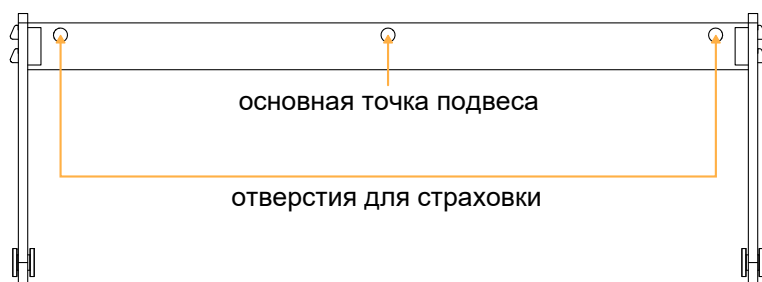 основная точка подвеса
отверстия для страховки